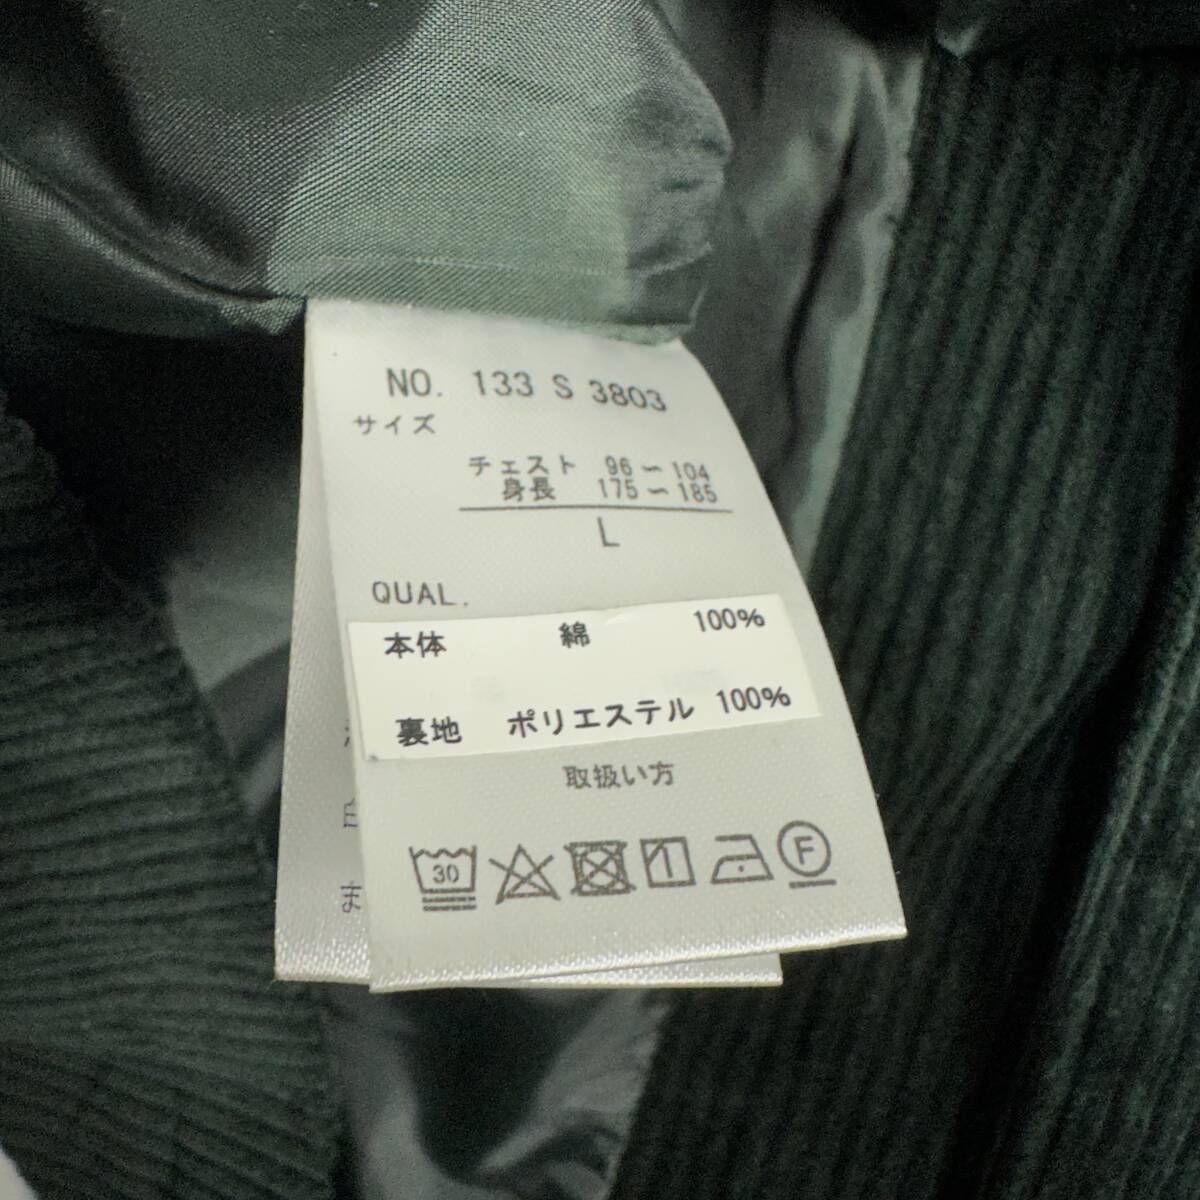 NO. 133 S 3803
サイズ
チェスト 96 〜 104
身長 175 〜 185
L
QUAL.
本体 綿 100%
裏地 ポリエステル 100%
取扱い方
30
F
ま